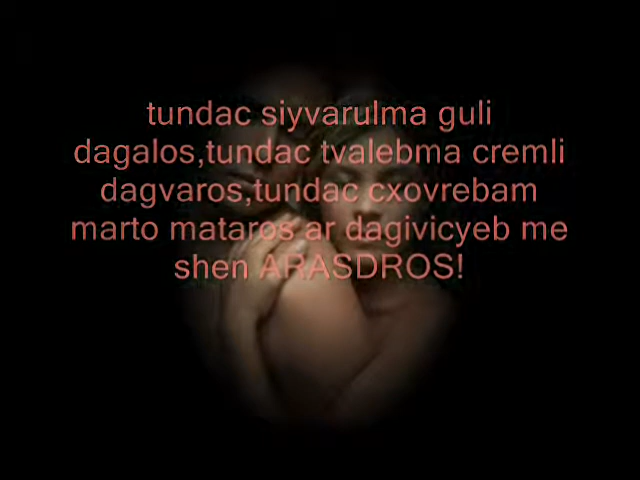 tundac siyvarulma guli
dagalos,tundac tvalebma cremli
dagvaros,tundac cxovrebam
marto mataros ar dagivicyeb me
shen ARASDROS!